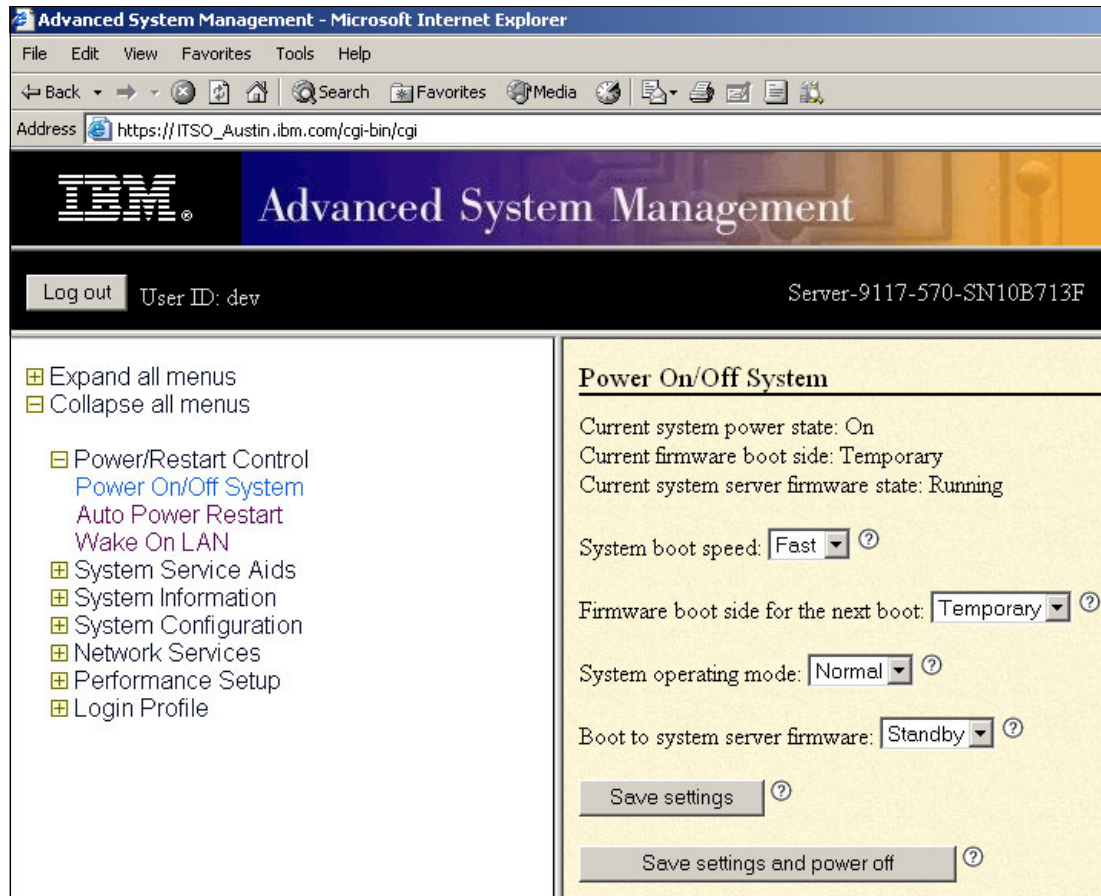 Advanced System Management - Microsoft Internet Explorer
File Edit View Favorites Tools Help
Back Search Favorites Media
Address https://ITSO_Austin.ibm.com/cgi-bin/cgi
IBM® Advanced System Management
Log out User ID: dev Server-9117-570-SN10B713F
Expand all menus
Collapse all menus
Power/Restart Control
Power On/Off System
Auto Power Restart
Wake On LAN
System Service Aids
System Information
System Configuration
Network Services
Performance Setup
Login Profile
Power On/Off System
Current system power state: On
Current firmware boot side: Temporary
Current system server firmware state: Running
System boot speed: Fast ?
Firmware boot side for the next boot: Temporary ?
System operating mode: Normal ?
Boot to system server firmware: Standby ?
Save settings ?
Save settings and power off ?